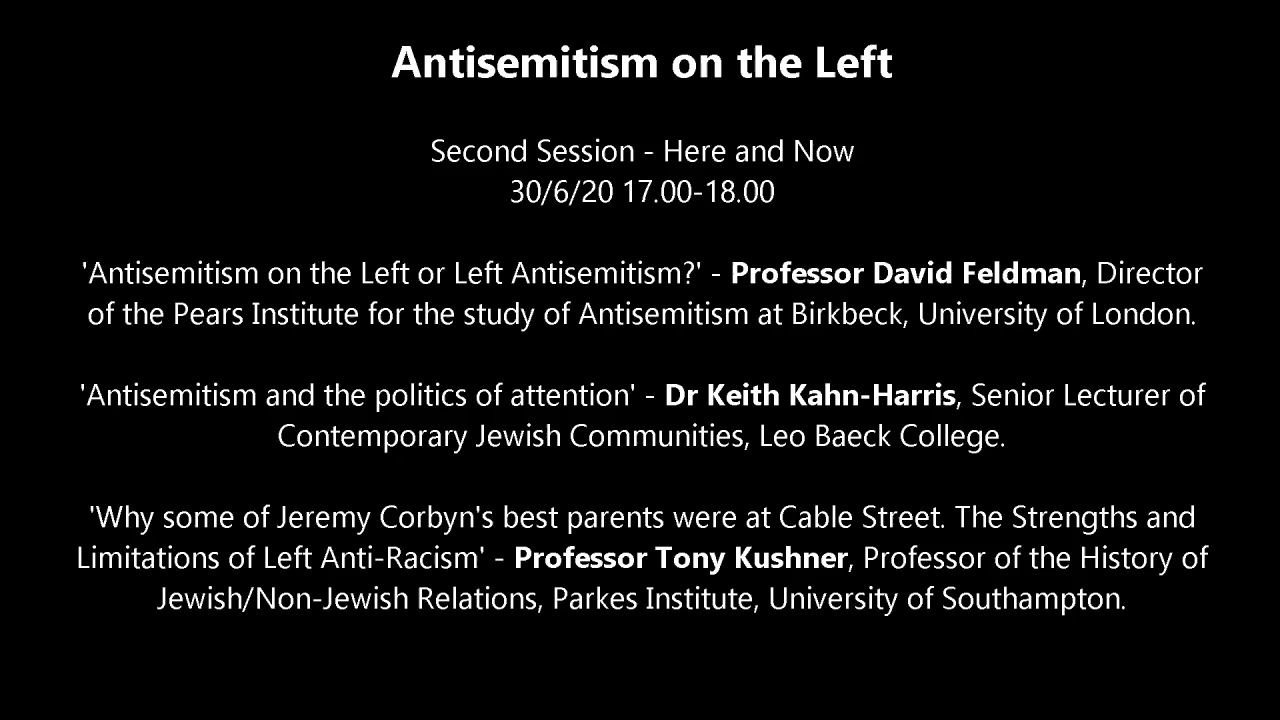 Antisemitism on the Left
Second Session - Here and Now
30/6/20 17.00-18.00
'Antisemitism on the Left or Left Antisemitism?' - Professor David Feldman, Director
of the Pears Institute for the study of Antisemitism at Birkbeck, University of London.
'Antisemitism and the politics of attention' - Dr Keith Kahn-Harris, Senior Lecturer of
Contemporary Jewish Communities, Leo Baeck College.
'Why some of Jeremy Corbyn's best parents were at Cable Street. The Strengths and
Limitations of Left Anti-Racism' - Professor Tony Kushner, Professor of the History of
Jewish/Non-Jewish Relations, Parkes Institute, University of Southampton.